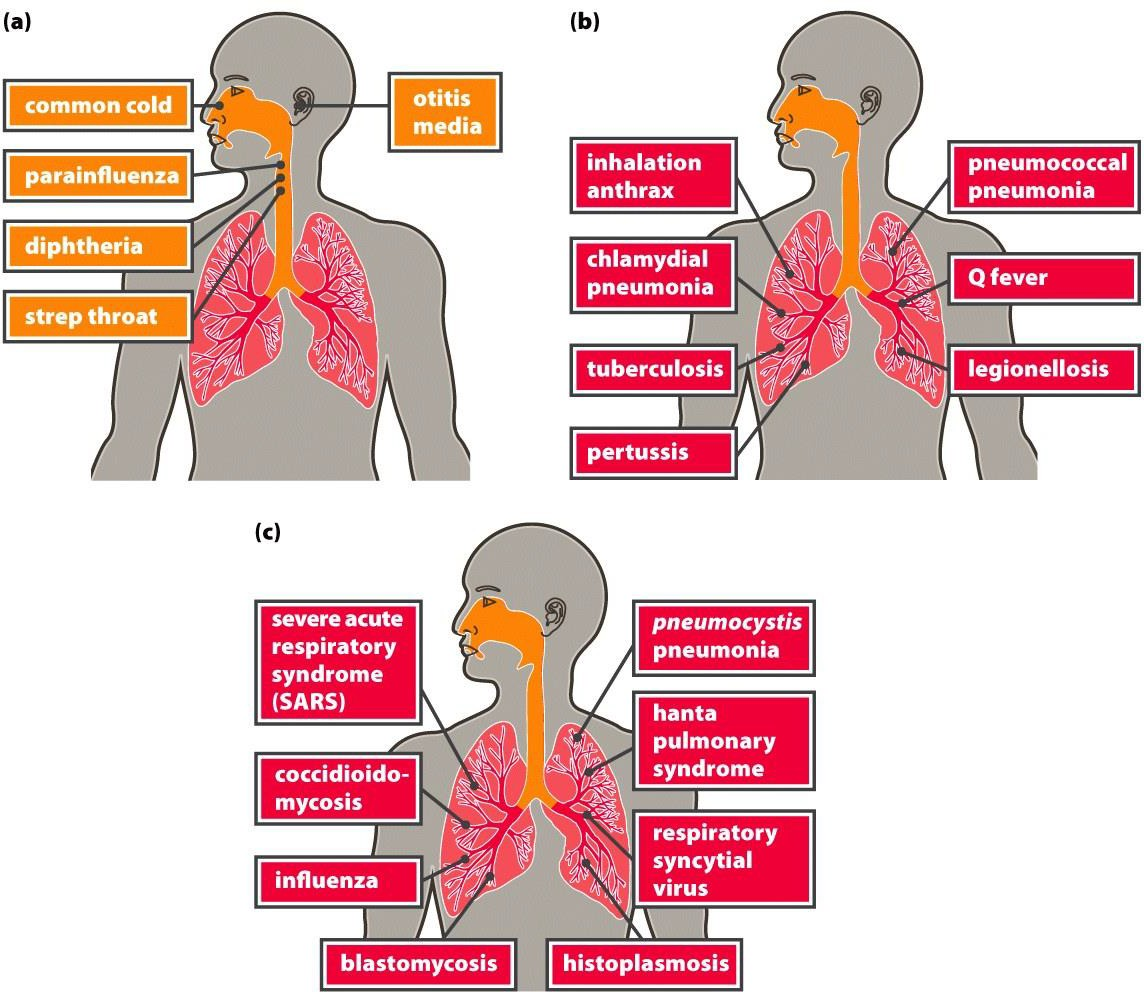 (a)
common cold
otitis
media
parainfluenza
diphtheria
strep throat
(b)
inhalation
anthrax
pneumococcal
pneumonia
chlamydial
pneumonia
Q fever
tuberculosis
legionellosis
pertussis
(c)
severe acute
respiratory
syndrome
(SARS)
pneumocystis
pneumonia
hanta
pulmonary
syndrome
coccidioido-
mycosis
respiratory
syncytial
virus
influenza
blastomycosis
histoplasmosis